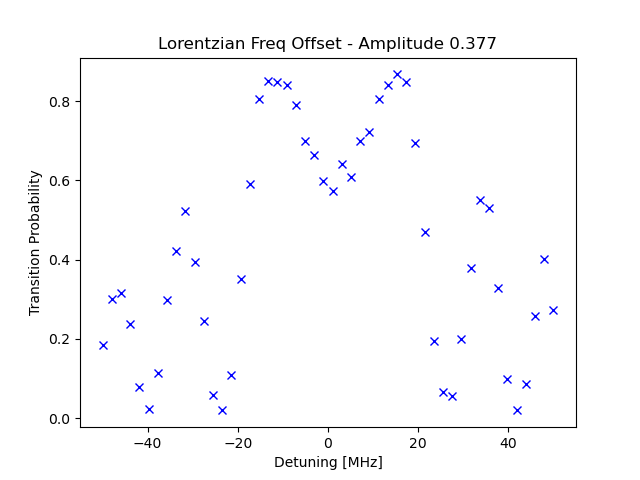 Lorentzian Freq Offset - Amplitude 0.377
Transition Probability
0.8
0.6
0.4
0.2
0.0
−40 −20 0 20 40
Detuning [MHz]